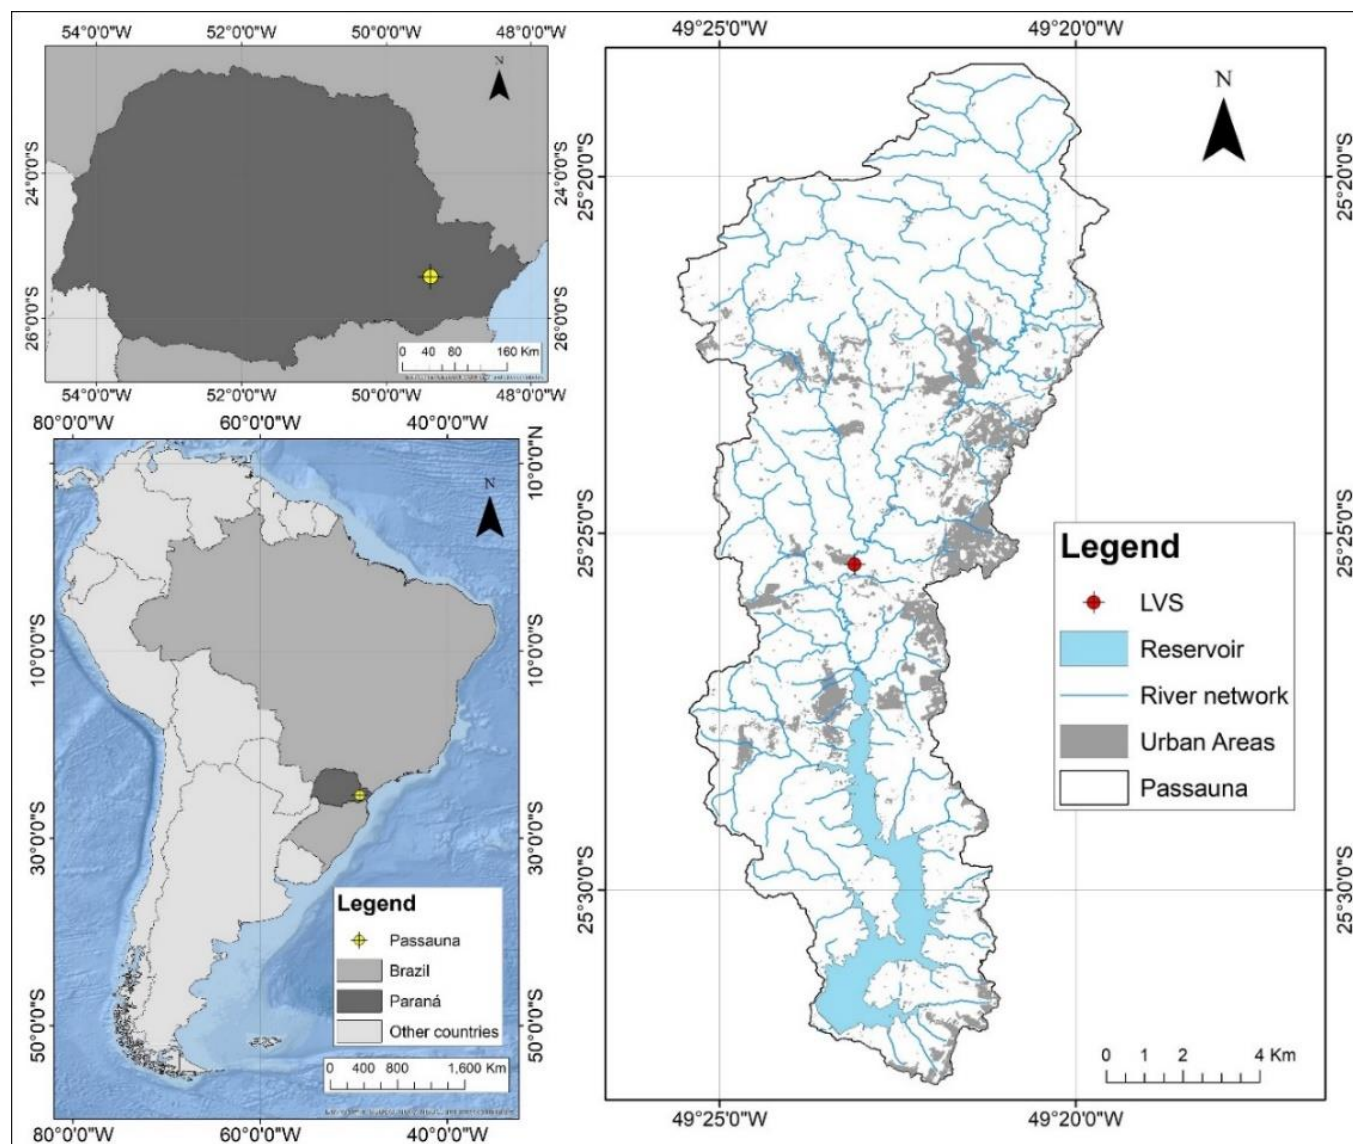 54°0'0"W 52°0'0"W 50°0'0"W 48°0'0"W
N
24°0'0"S
24°0'0"S
26°0'0"S
26°0'0"S
0 40 80 160 Km
54°0'0"W 52°0'0"W 50°0'0"W 48°0'0"W
80°0'0"W 60°0'0"W 40°0'0"W
10°0'0"N
N
10°0'0"S
10°0'0"S
30°0'0"S
30°0'0"S
50°0'0"S
50°0'0"S
Legend
Passauna
Brazil
Paraná
Other countries
0 400 800 1,600 Km
80°0'0"W 60°0'0"W 40°0'0"W
49°25'0"W 49°20'0"W
N
25°20'0"S
25°20'0"S
25°25'0"S
25°25'0"S
25°30'0"S
25°30'0"S
Legend
LVS
Reservoir
River network
Urban Areas
Passauna
0 1 2 4 Km
49°25'0"W 49°20'0"W